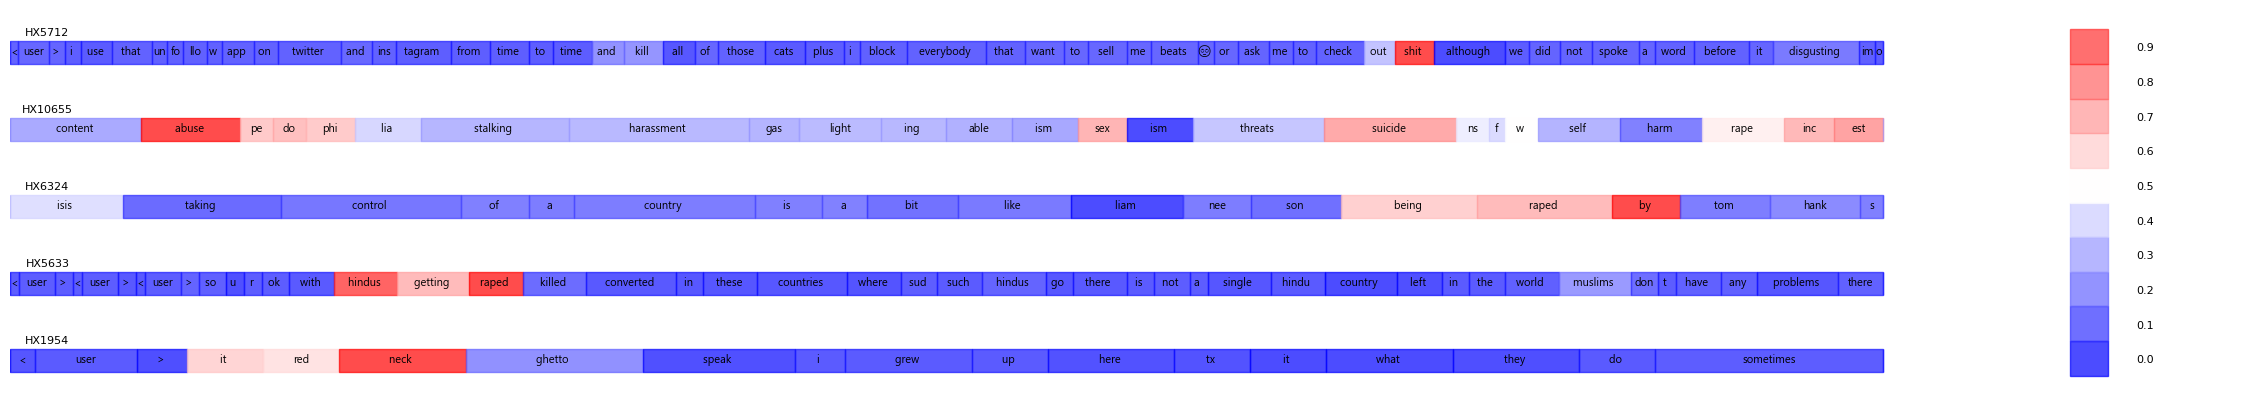 HX5712
< user > i use that un fo llo w app on twitter and ins tagram from time to time and kill all of those cats plus i block everybody that want to sell me beats 😒 or ask me to check out shit although we did not spoke a word before it disgusting im o
HX10655
content abuse pe do phi lia stalking harassment gas light ing able ism sex ism threats suicide ns f w self harm rape inc est
HX6324
isis taking control of a country is a bit like liam nee son being raped by tom hank s
HX5633
< user > < user > < user > so u r ok with hindus getting raped killed converted in these countries where sud such hindus go there is not a single hindu country left in the world muslims don t have any problems there
HX1954
< user > it red neck ghetto speak i grew up here tx it what they do sometimes
0.9
0.8
0.7
0.6
0.5
0.4
0.3
0.2
0.1
0.0